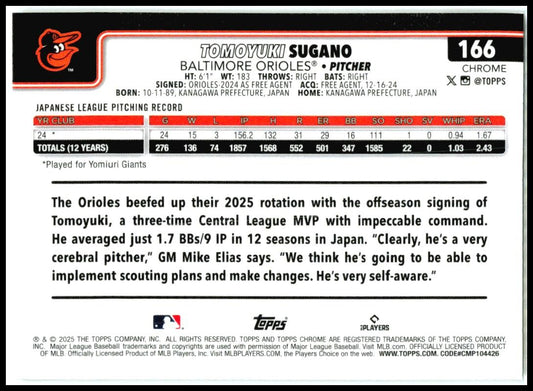 TOMOYUKI SUGANO
BALTIMORE ORIOLES® • PITCHER
HT: 6'1" WT: 183 THROWS: RIGHT BATS: RIGHT
SIGNED: ORIOLES-2024 AS FREE AGENT ACQ: FREE AGENT, 12-16-24
BORN: 10-11-89, KANAGAWA PREFECTURE, JAPAN HOME: KANAGAWA PREFECTURE, JAPAN
166
CHROME
@TOPPS
JAPANESE LEAGUE PITCHING RECORD
YR CLUB G W L IP H R ER BB SO SHO SV WHIP ERA
24 * 24 15 3 156.2 132 31 29 16 111 1 0 0.94 1.67
TOTALS (12 YEARS) 276 136 74 1857 1568 552 501 347 1585 22 0 1.03 2.43
*Played for Yomiuri Giants
The Orioles beefed up their 2025 rotation with the offseason signing of
Tomoyuki, a three-time Central League MVP with impeccable command.
He averaged just 1.7 BBs/9 IP in 12 seasons in Japan. "Clearly, he's a very
cerebral pitcher," GM Mike Elias says. "We think he's going to be able to
implement scouting plans and make changes. He's very self-aware."
Topps
PLAYERS
® & © 2025 THE TOPPS COMPANY, INC. ALL RIGHTS RESERVED. TOPPS AND TOPPS CHROME ARE REGISTERED TRADEMARKS OF THE TOPPS COMPANY,
INC. Major League Baseball trademarks and copyrights are used with permission of Major League Baseball. Visit MLB.com. OFFICIALLY LICENSED PRODUCT
OF MLB. Officially Licensed Product of MLB Players, Inc. Visit MLBPLAYERS.COM, the Players Choice on the web. WWW.TOPPS.COM. CODE#CMP104426